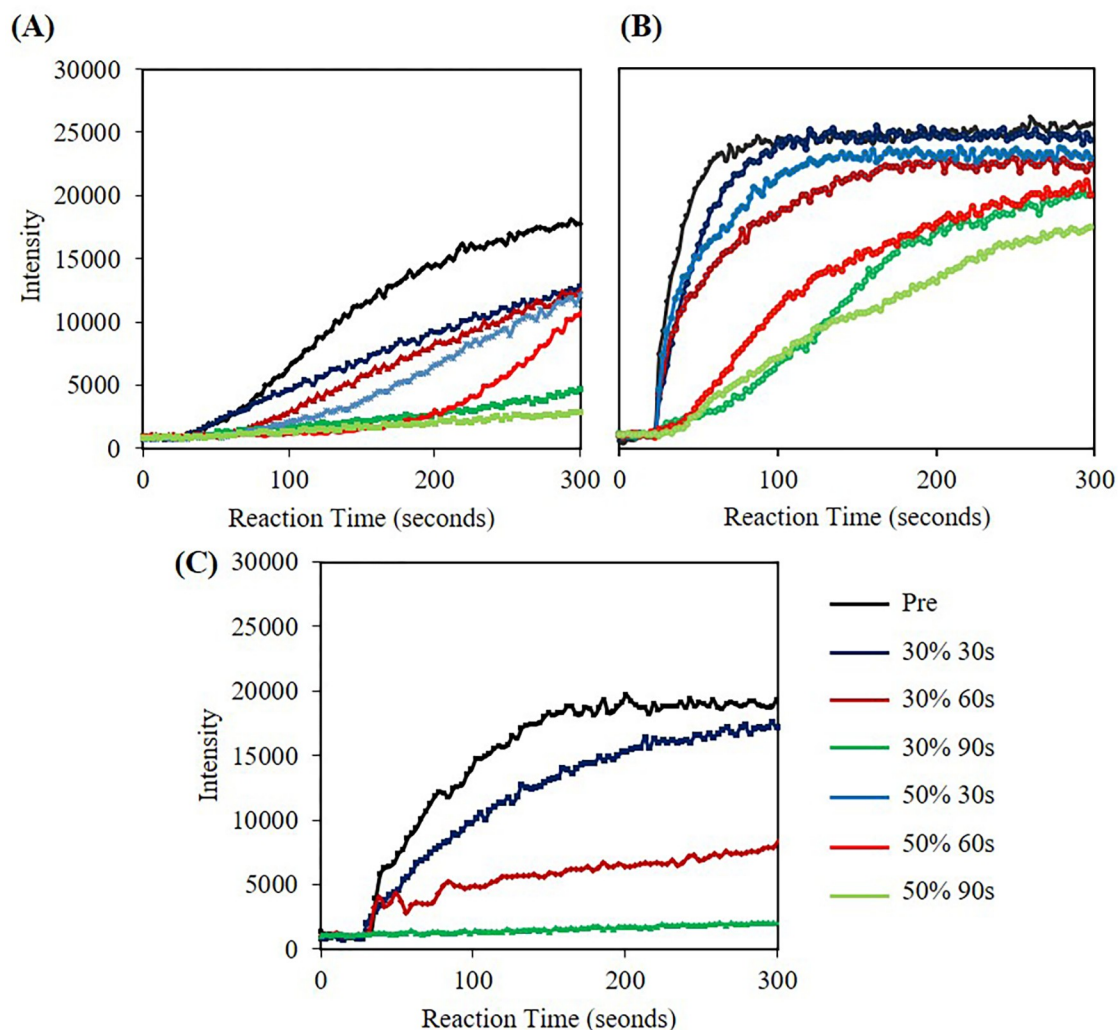 (A)
(B)
30000
25000
20000
15000
10000
5000
0
Intensity
0 100 200 300
Reaction Time (seconds)
0 100 200 300
Reaction Time (seconds)
(C)
30000
25000
20000
15000
10000
5000
0
Intensity
0 100 200 300
Reaction Time (seonds)
Pre
30% 30s
30% 60s
30% 90s
50% 30s
50% 60s
50% 90s